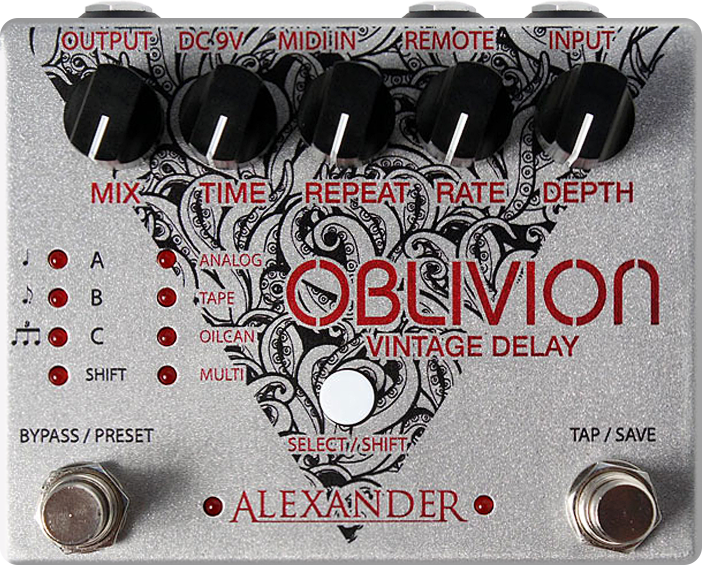 OUTPUT DC 9V MIDI IN REMOTE INPUT
MIX TIME REPEAT RATE DEPTH
A ANALOG
B TAPE
C OILCAN
SHIFT MULTI
OBLIVION
VINTAGE DELAY
BYPASS / PRESET
SELECT / SHIFT
TAP / SAVE
ALEXANDER